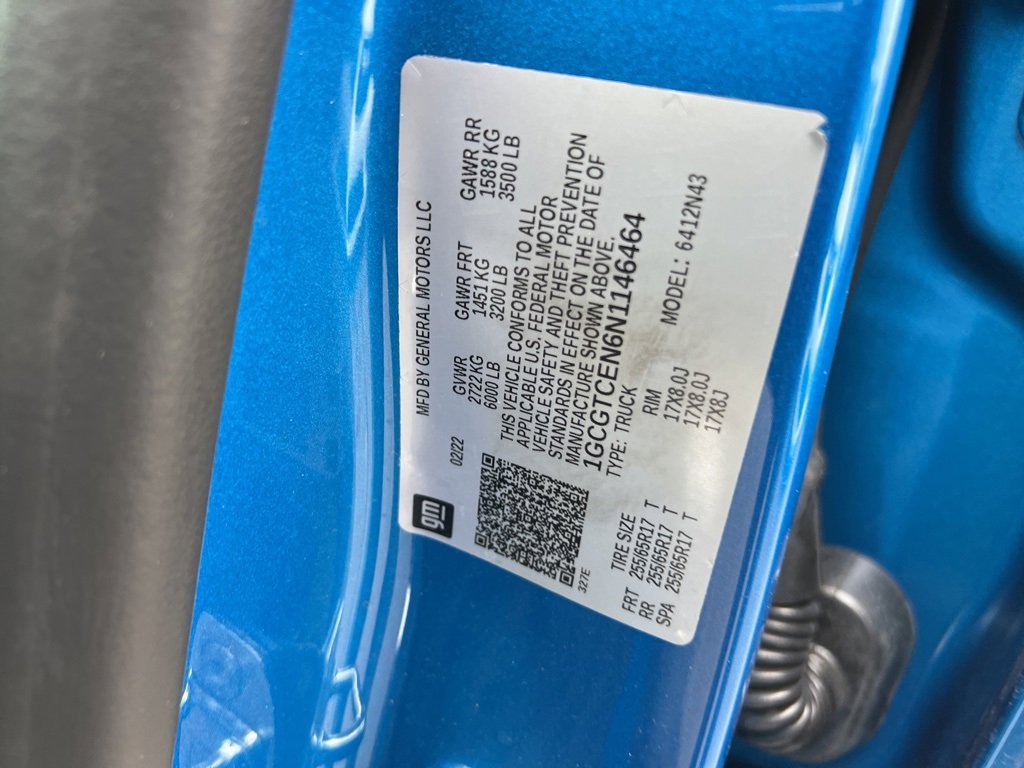 gm
MFD BY GENERAL MOTORS LLC
02/22
GVWR GAWR FRT GAWR RR
2722 KG 1451 KG 1588 KG
6000 LB 3200 LB 3500 LB
THIS VEHICLE CONFORMS TO ALL
APPLICABLE U.S. FEDERAL MOTOR
VEHICLE SAFETY AND THEFT PREVENTION
STANDARDS IN EFFECT ON THE DATE OF
MANUFACTURE SHOWN ABOVE.
1GCGTCEN6N1146464
327E
TYPE: TRUCK MODEL: 6412N43
TIRE SIZE RIM
FRT 255/65R17 T 17X8.0J
RR 255/65R17 T 17X8.0J
SPA 255/65R17 T 17X8J